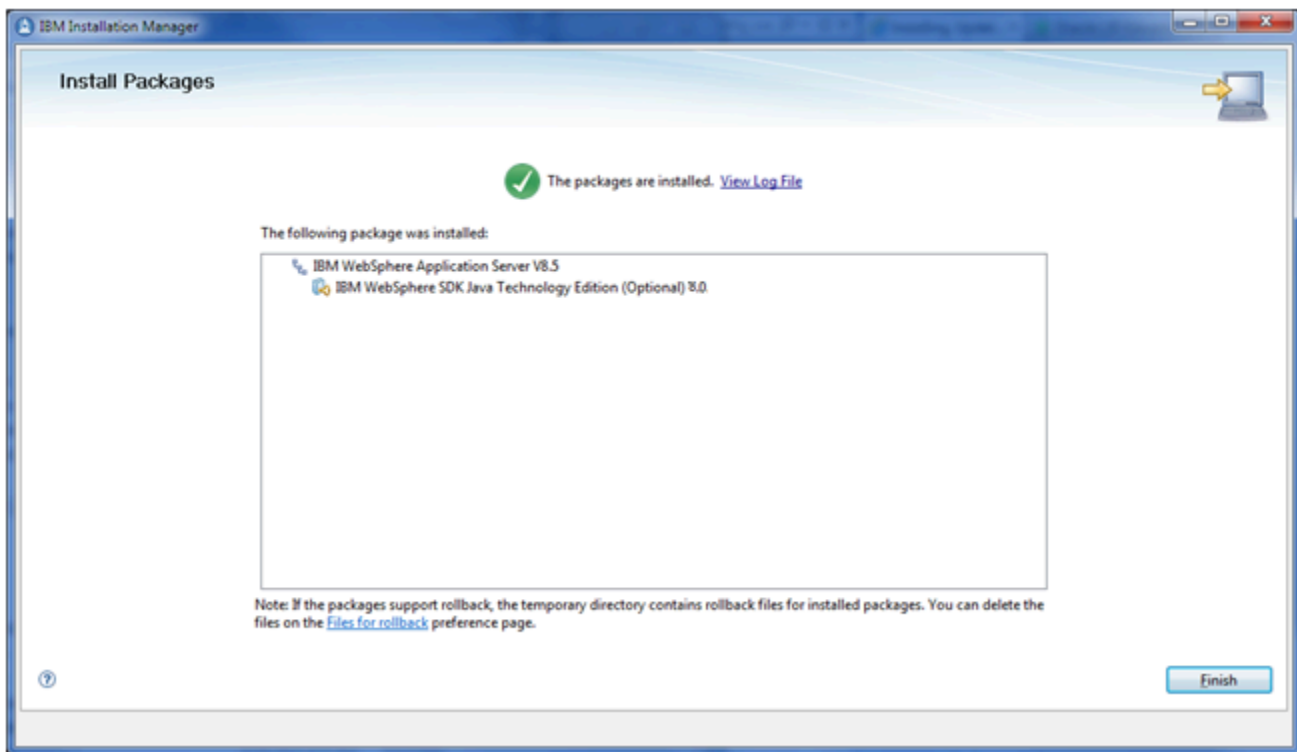 IBM Installation Manager
Install Packages
The packages are installed. View Log File
The following package was installed:
IBM WebSphere Application Server V8.5
IBM WebSphere SDK Java Technology Edition (Optional) 8.0
Note: If the packages support rollback, the temporary directory contains rollback files for installed packages. You can delete the
files on the Files for rollback preference page.
Finish